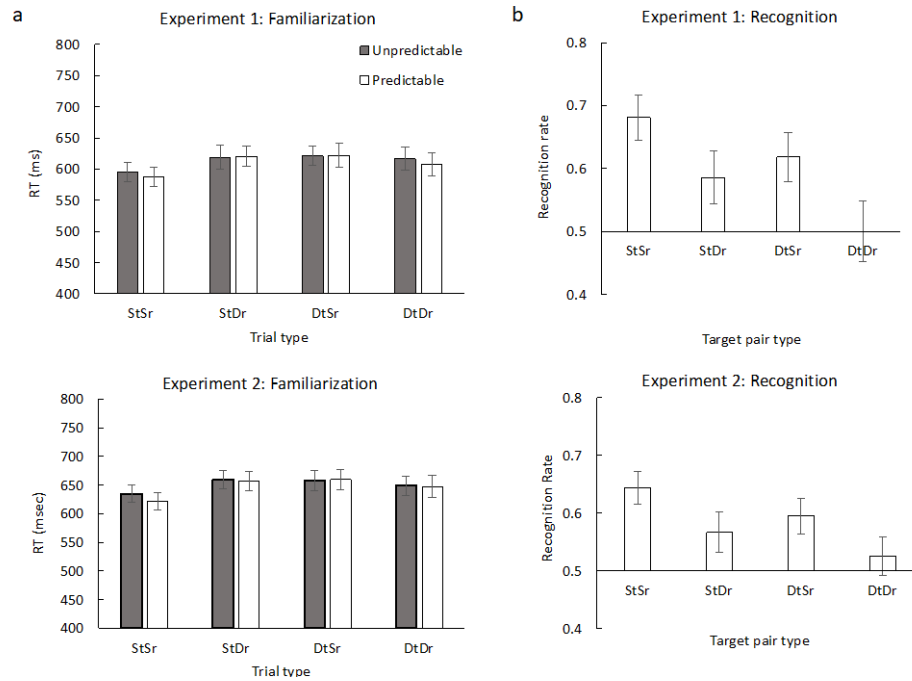 a
Experiment 1: Familiarization
800
750
700
650
600
550
500
450
400
RT (ms)
Unpredictable
Predictable
StSr StDr DtSr DtDr
Trial type
b
Experiment 1: Recognition
0.8
0.7
0.6
0.5
0.4
Recognition rate
StSr StDr DtSr DtDr
Target pair type
Experiment 2: Familiarization
800
750
700
650
600
550
500
450
400
RT (msec)
StSr StDr DtSr DtDr
Trial type
Experiment 2: Recognition
0.8
0.7
0.6
0.5
0.4
Recognition Rate
StSr StDr DtSr DtDr
Target pair type